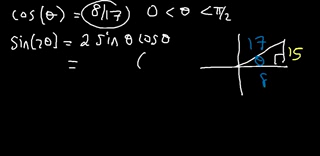 cos(θ) = 8/17) 0 < θ < π/2
sin(2θ) = 2 sin θ cos θ
= (
17
15
θ
8